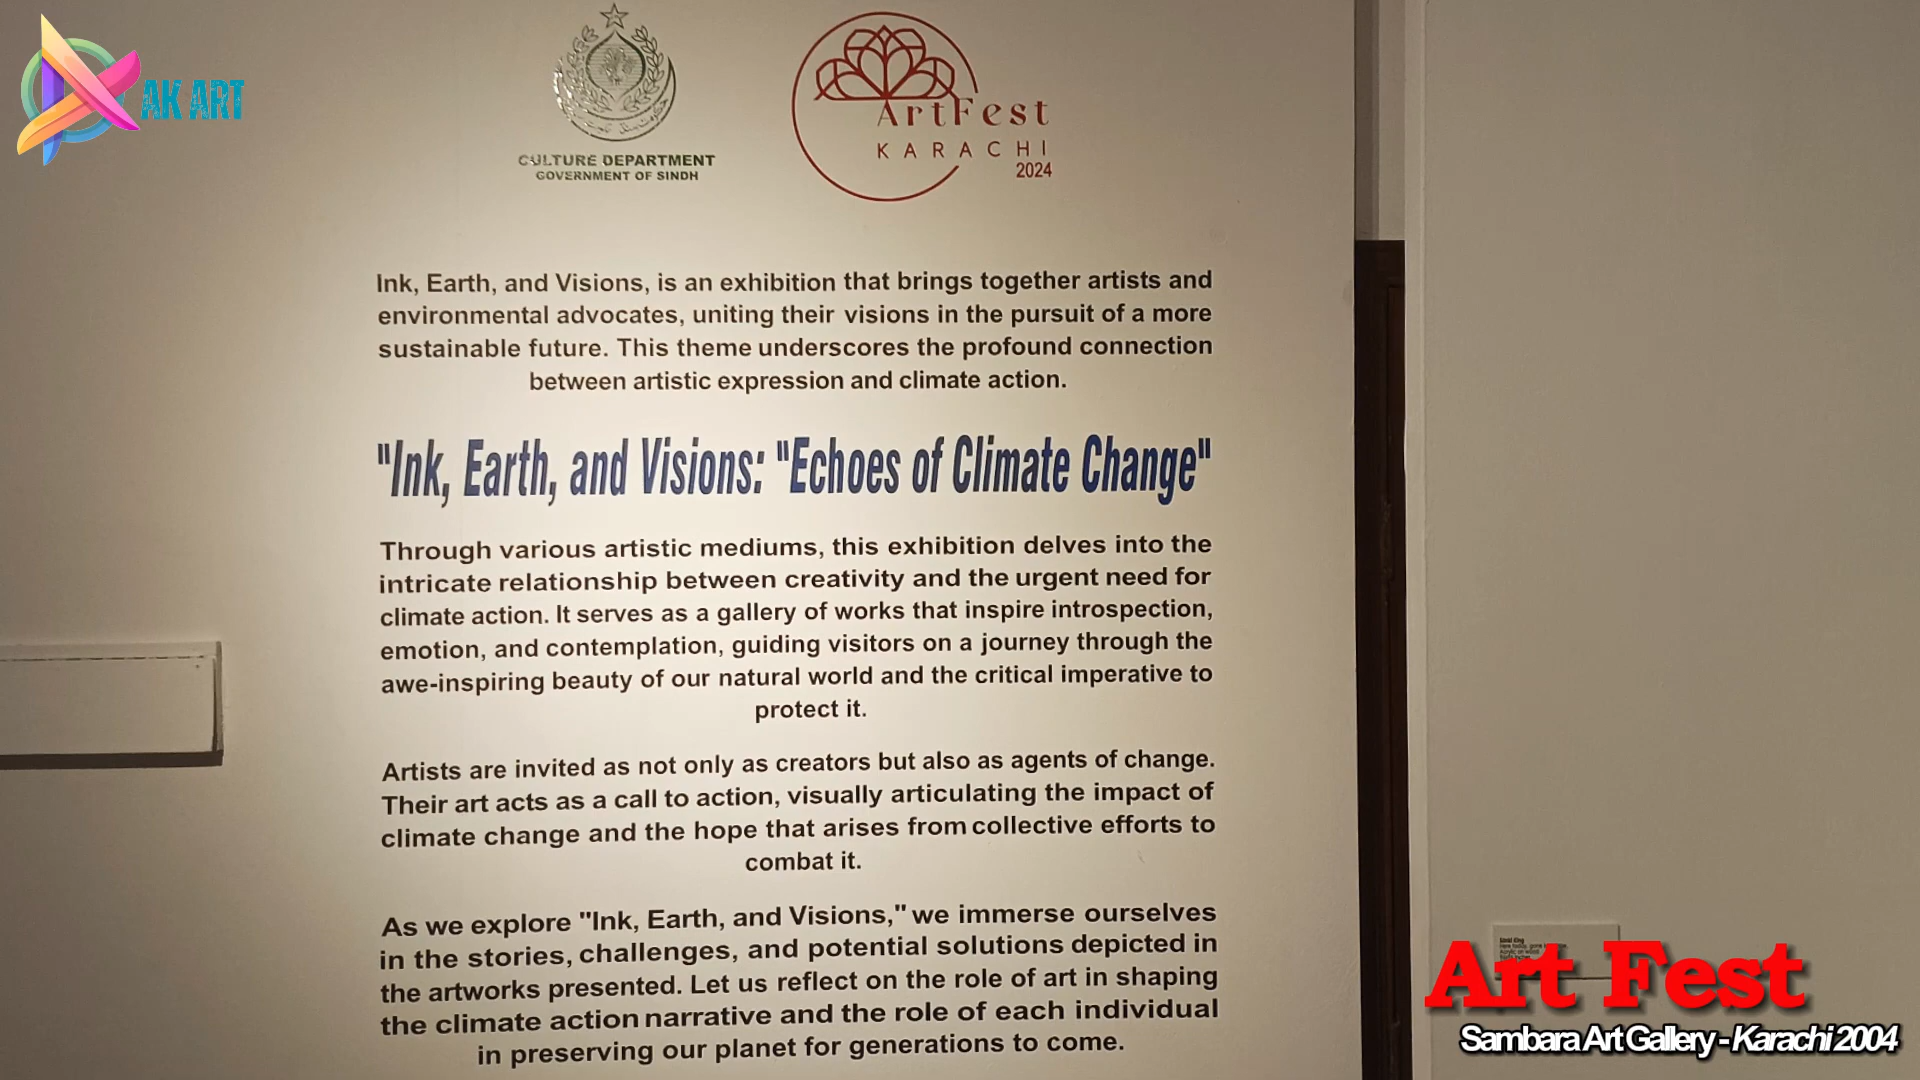 AK ART
CULTURE DEPARTMENT
GOVERNMENT OF SINDH
ArtFest
KARACHI
2024
Ink, Earth, and Visions, is an exhibition that brings together artists and
environmental advocates, uniting their visions in the pursuit of a more
sustainable future. This theme underscores the profound connection
between artistic expression and climate action.
"Ink, Earth, and Visions: "Echoes of Climate Change"
Through various artistic mediums, this exhibition delves into the
intricate relationship between creativity and the urgent need for
climate action. It serves as a gallery of works that inspire introspection,
emotion, and contemplation, guiding visitors on a journey through the
awe-inspiring beauty of our natural world and the critical imperative to
protect it.
Artists are invited as not only as creators but also as agents of change.
Their art acts as a call to action, visually articulating the impact of
climate change and the hope that arises from collective efforts to
combat it.
As we explore "Ink, Earth, and Visions," we immerse ourselves
in the stories, challenges, and potential solutions depicted in
the artworks presented. Let us reflect on the role of art in shaping
the climate action narrative and the role of each individual
in preserving our planet for generations to come.
Art Fest
Sambara Art Gallery - Karachi 2004